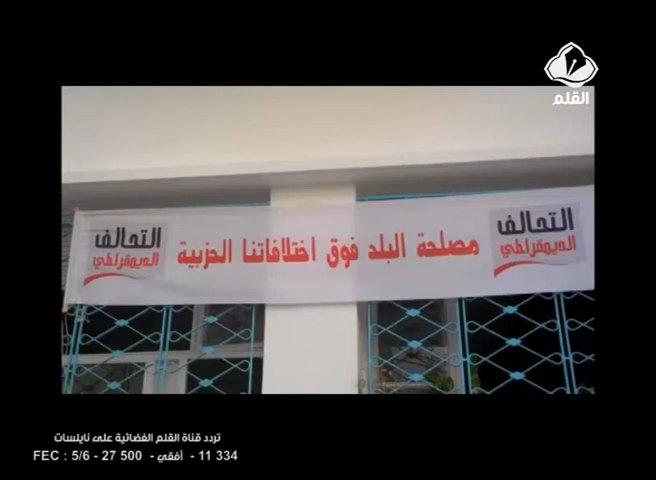 القلم
التحالف
الديمقراطي
مصلحة البلد فوق اختلافاتنا الحزبية
التحالف
الديمقراطي
تردد قناة القلم الفضائية على نايلسات
11 334 - أفقي - 27 500 - FEC : 5/6